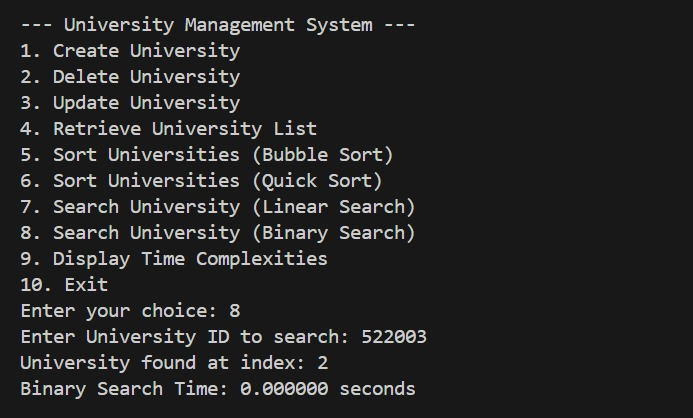 --- University Management System ---
1. Create University
2. Delete University
3. Update University
4. Retrieve University List
5. Sort Universities (Bubble Sort)
6. Sort Universities (Quick Sort)
7. Search University (Linear Search)
8. Search University (Binary Search)
9. Display Time Complexities
10. Exit
Enter your choice: 8
Enter University ID to search: 522003
University found at index: 2
Binary Search Time: 0.000000 seconds